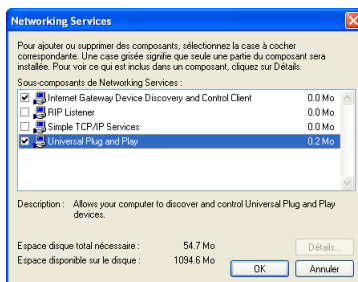 Networking Services
Pour ajouter ou supprimer des composants, sélectionnez la case à cocher
correspondante. Une case grisée signifie que seule une partie du composant sera
installée. Pour voir ce qui est inclus dans un composant, cliquez sur Détails.
Sous-composants de Networking Services :
Internet Gateway Device Discovery and Control Client 0.0 Mo
RIP Listener 0.0 Mo
Simple TCP/IP Services 0.0 Mo
Universal Plug and Play 0.2 Mo
Description : Allows your computer to discover and control Universal Plug and Play
devices.
Espace disque total nécessaire : 54.7 Mo
Détails...
Espace disponible sur le disque : 1094.6 Mo
OK Annuler